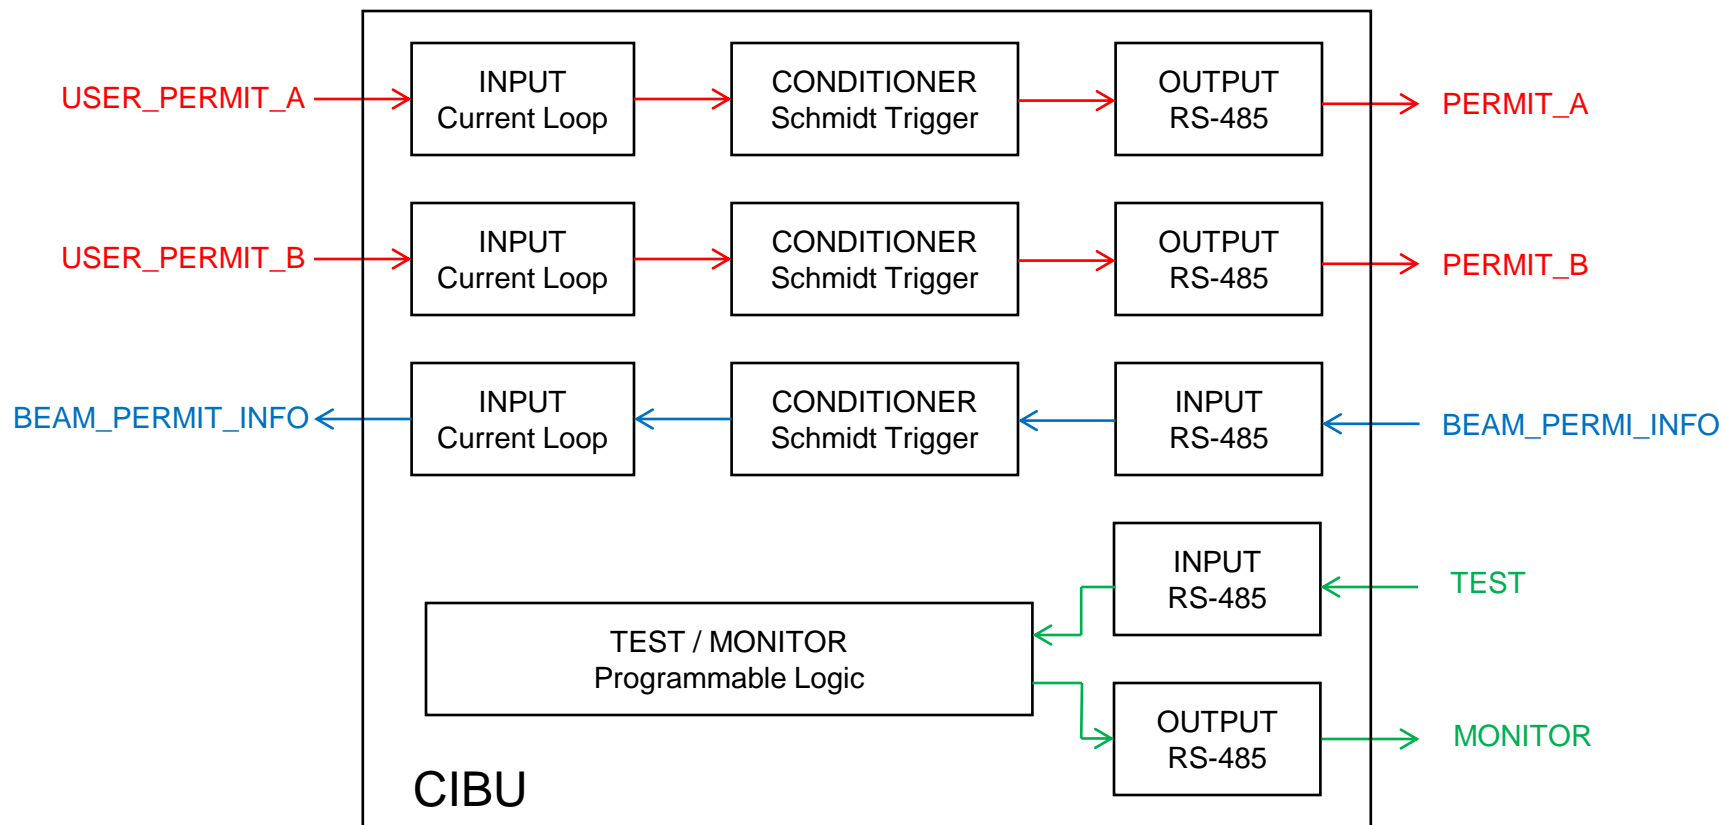 USER_PERMIT_A
INPUT
Current Loop
CONDITIONER
Schmidt Trigger
OUTPUT
RS-485
PERMIT_A
USER_PERMIT_B
INPUT
Current Loop
CONDITIONER
Schmidt Trigger
OUTPUT
RS-485
PERMIT_B
BEAM_PERMIT_INFO
INPUT
Current Loop
CONDITIONER
Schmidt Trigger
INPUT
RS-485
BEAM_PERMI_INFO
INPUT
RS-485
TEST
TEST / MONITOR
Programmable Logic
OUTPUT
RS-485
MONITOR
CIBU